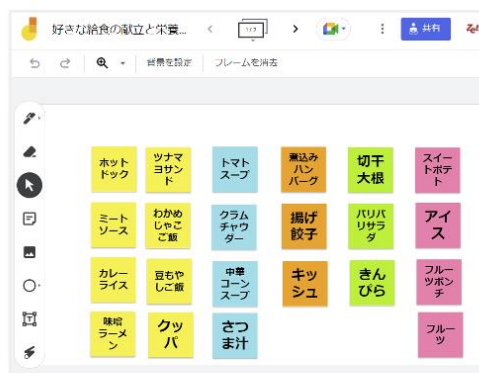 好きな給食の献立と栄養...
1/2
共有
背景を設定
フレームを消去
ホット
ドック
ツナマ
ヨサン
ド
トマト
スープ
煮込み
ハン
バーグ
切干
大根
スイー
トポテ
ト
ミート
ソース
わかめ
じゃこ
ご飯
クラム
チャウ
ダー
揚げ
餃子
パリパ
リサラ
ダ
アイ
ス
カレー
ライス
豆もや
しご飯
中華
コーン
スープ
キッ
シュ
きん
ぴら
フルー
ツポン
チ
味噌
ラーメ
ン
クッ
パ
さつ
ま汁
フルー
ツ